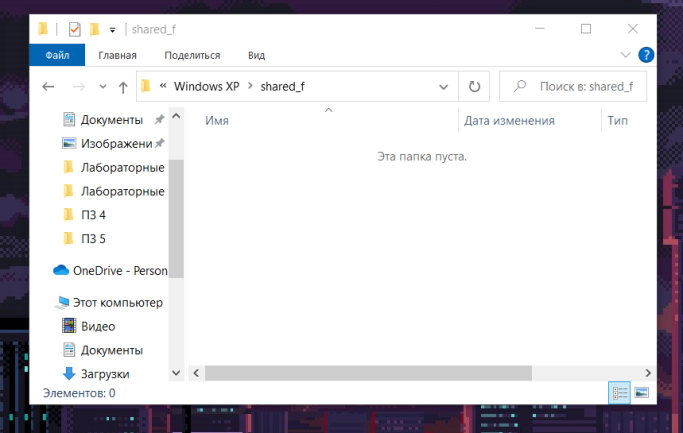 shared_f
Файл Главная Поделиться Вид
« Windows XP > shared_f Поиск в: shared_f
Имя Дата изменения Тип
Эта папка пуста.
Документы
Изображени
Лабораторные
Лабораторные
ПЗ 4
ПЗ 5
OneDrive - Person
Этот компьютер
Видео
Документы
Загрузки
Элементов: 0